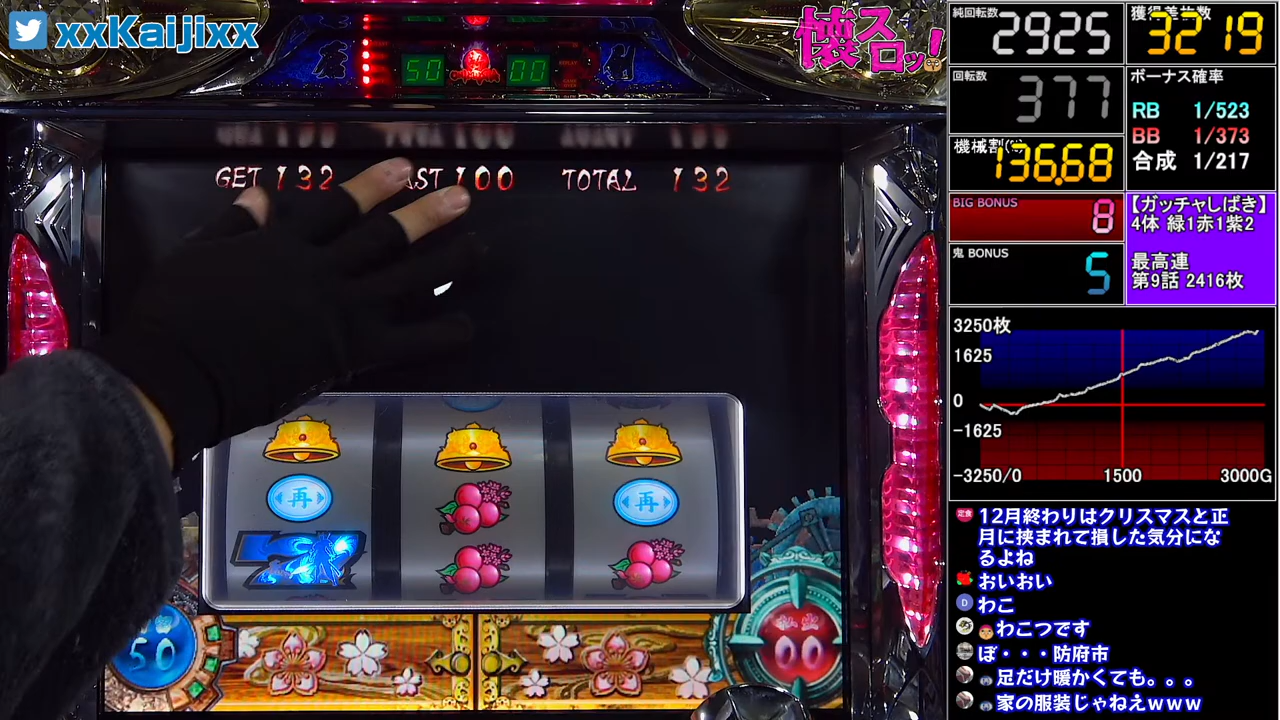 xxKaijixx
懐スロッ!
純回転数
2925
獲得差枚数
3219
回転数
377
ボーナス確率
RB 1/523
BB 1/373
合成 1/217
機械割(%)
136.68
BIG BONUS
8
鬼 BONUS
5
【ガッチャしばき】
4体 緑1赤1紫2
最高連
第9話 2416枚
50
00
GET 132
AST 100
TOTAL 132
再
再
7
50
00
3250枚
1625
0
-1625
-3250/0
1500
3000G
定食
12月終わりはクリスマスと正
月に挟まれて損した気分にな
るよね
おいおい
D
わこ
わこつです
ぼ・・・防府市
足だけ暖かくても。。。
家の服装じゃねえwww